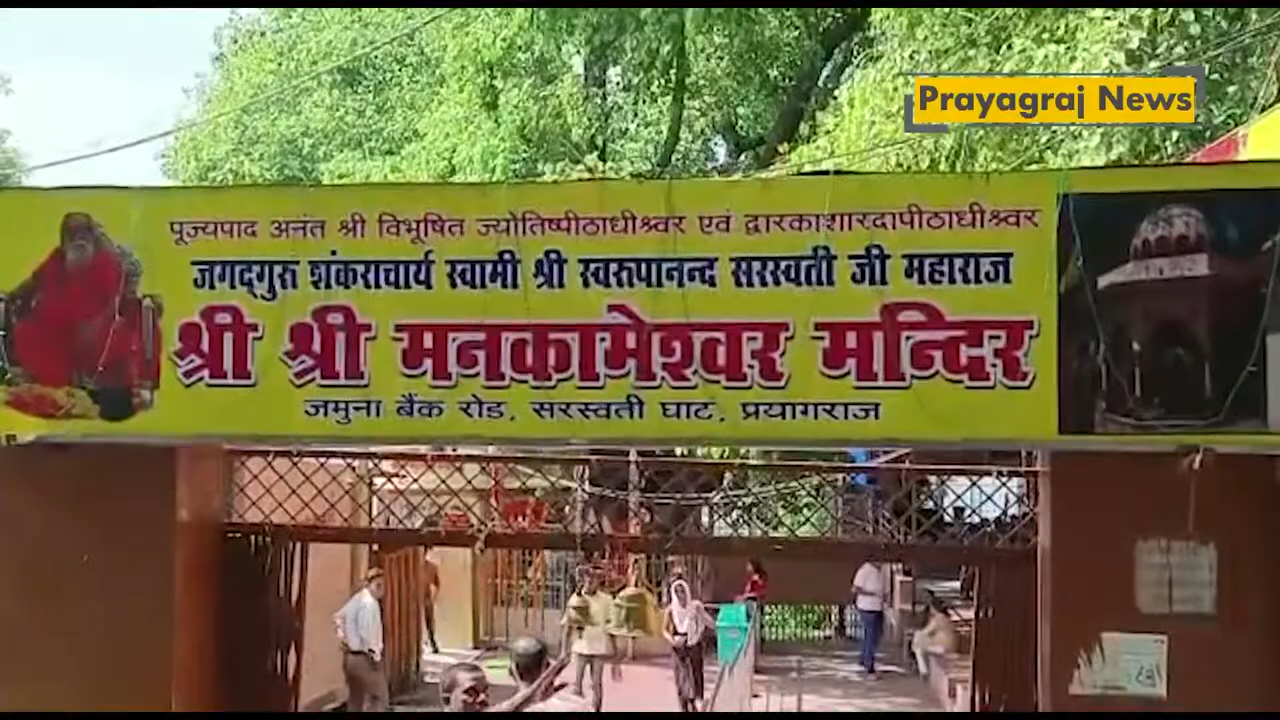 Prayagraj News
पूज्यपाद अनंत श्री विभूषित ज्योतिष्पीठाधीश्वर एवं द्वारकाशारदापीठाधीश्वर
जगद्गुरु शंकराचार्य स्वामी श्री स्वरुपानन्द सरस्वती जी महाराज
श्री श्री मनकामेश्वर मन्दिर
जमुना बैंक रोड, सरस्वती घाट, प्रयागराज